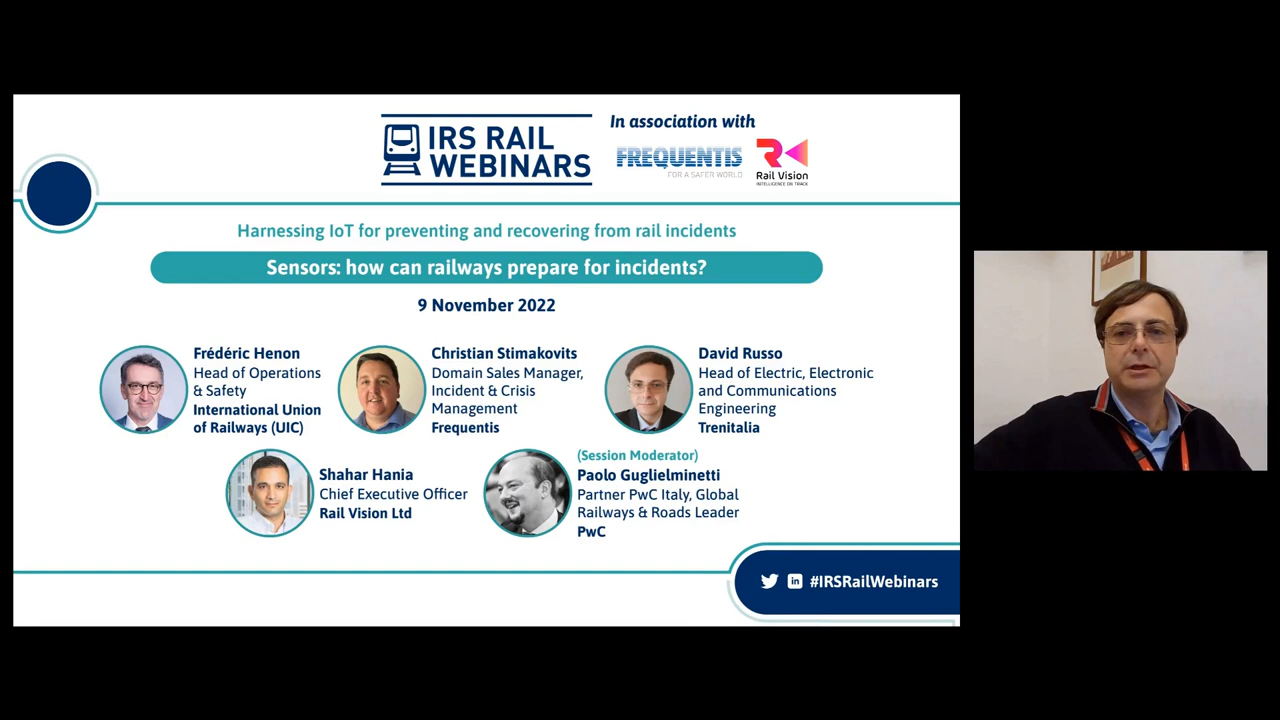 IRS RAIL
WEBINARS
In association with
FREQUENTIS
FOR A SAFER WORLD
Rail Vision
INTELLIGENCE ON TRACK
Harnessing IoT for preventing and recovering from rail incidents
Sensors: how can railways prepare for incidents?
9 November 2022
Frédéric Henon
Head of Operations
& Safety
International Union
of Railways (UIC)
Christian Stimakovits
Domain Sales Manager,
Incident & Crisis
Management
Frequentis
David Russo
Head of Electric, Electronic
and Communications
Engineering
Trenitalia
Shahar Hania
Chief Executive Officer
Rail Vision Ltd
(Session Moderator)
Paolo Guglielminetti
Partner PwC Italy, Global
Railways & Roads Leader
PwC
in #IRSRailWebinars